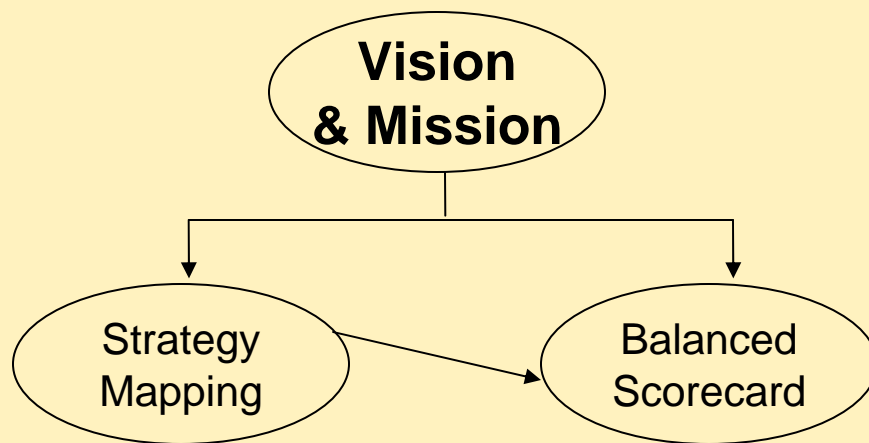 Vision
& Mission
Strategy
Mapping
Balanced
Scorecard